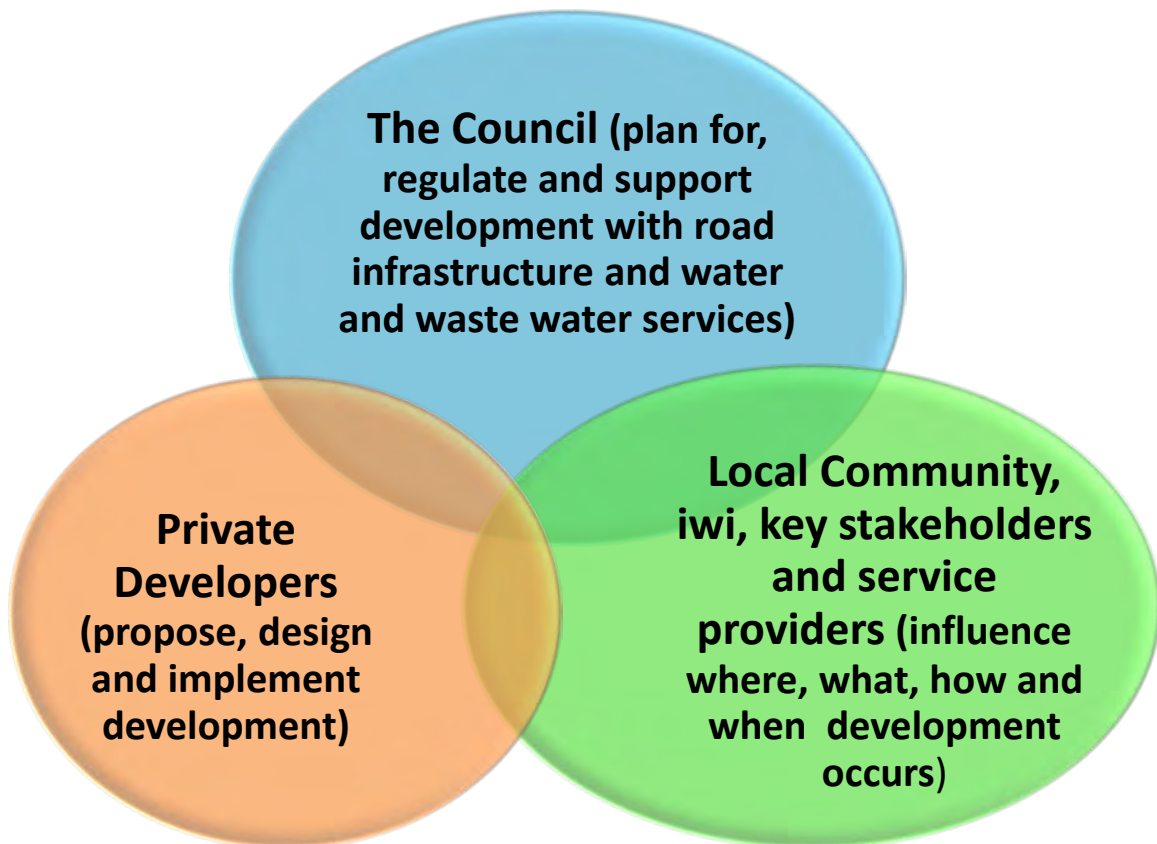 The Council (plan for,
regulate and support
development with road
infrastructure and water
and waste water services)
Private
Developers
(propose, design
and implement
development)
Local Community,
iwi, key stakeholders
and service
providers (influence
where, what, how and
when  development
occurs)